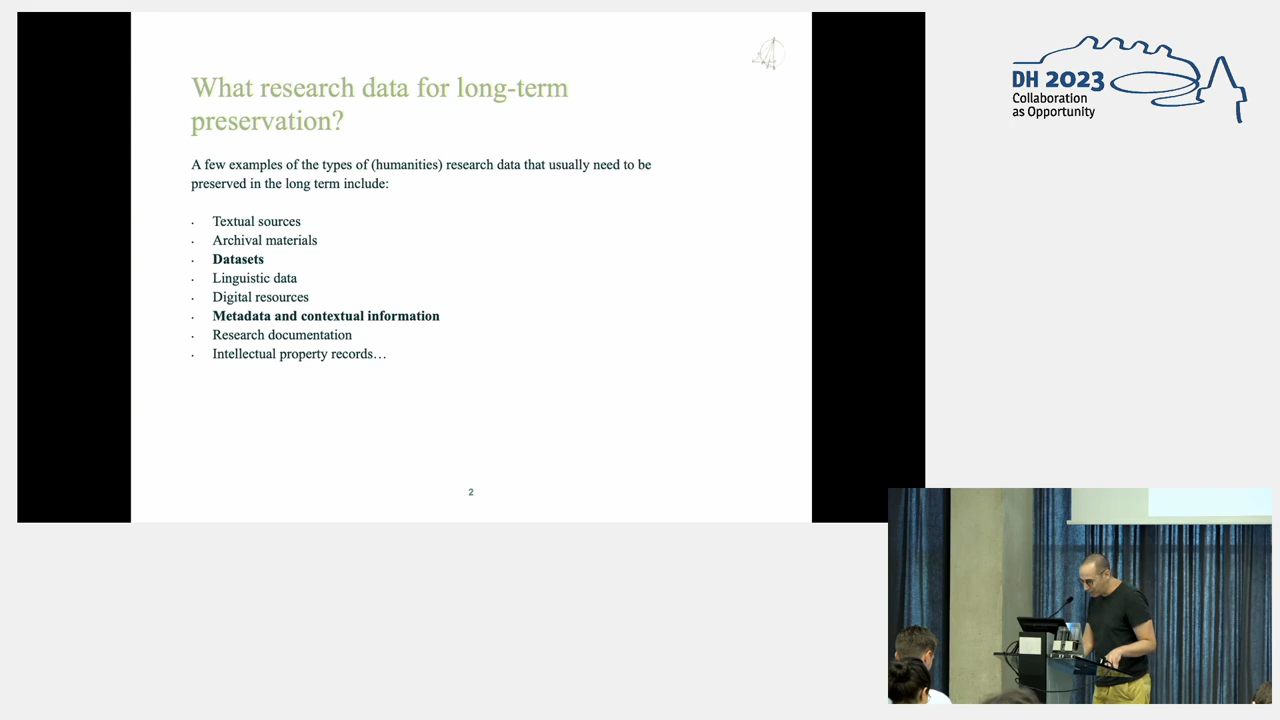 What research data for long-term
preservation?
A few examples of the types of (humanities) research data that usually need to be
preserved in the long term include:
· Textual sources
· Archival materials
· Datasets
· Linguistic data
· Digital resources
· Metadata and contextual information
· Research documentation
· Intellectual property records…
2
DH 2023
Collaboration
as Opportunity